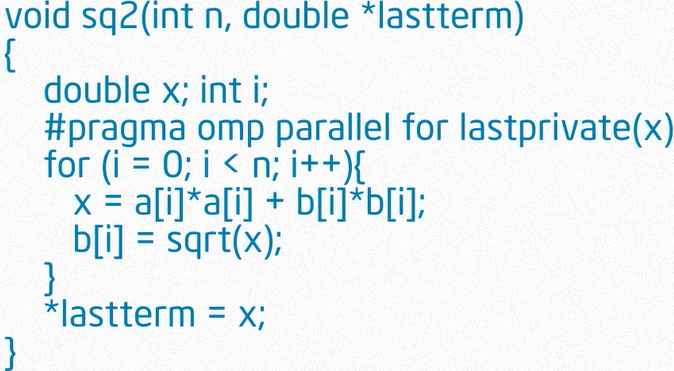 void sq2(int n, double *lastterm)
{
double x; int i;
#pragma omp parallel for lastprivate(x)
for (i = 0; i < n; i++){
x = a[i]*a[i] + b[i]*b[i];
b[i] = sqrt(x);
}
*lastterm = x;
}